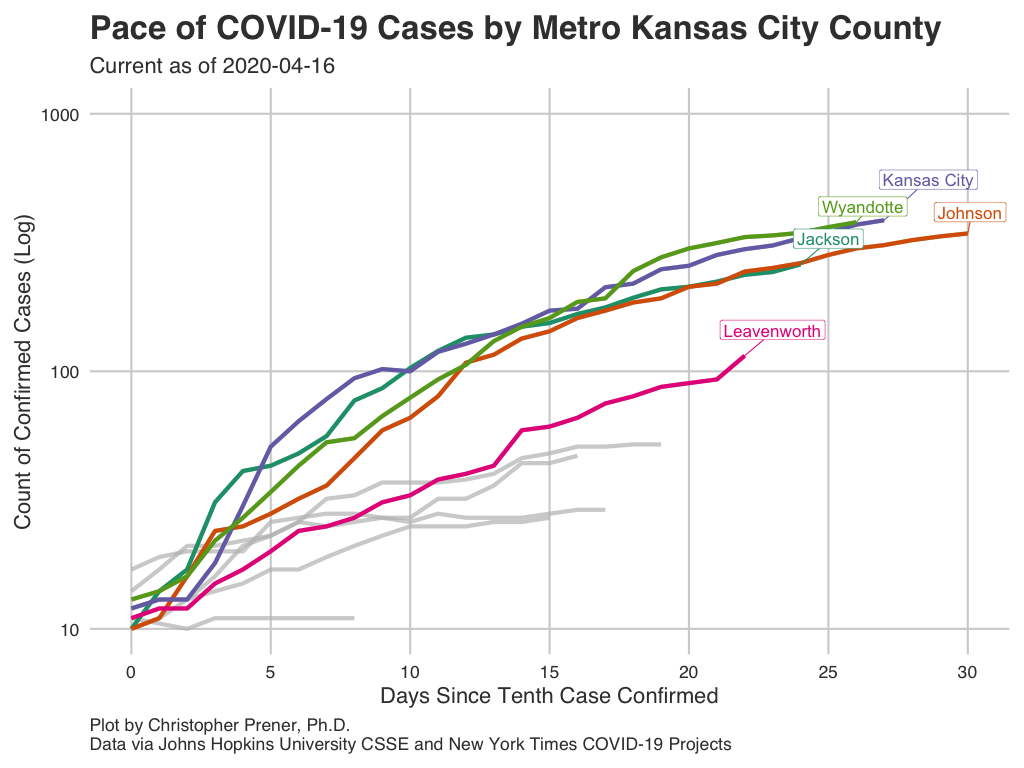 Pace of COVID-19 Cases by Metro Kansas City County
Current as of 2020-04-16
1000
Kansas City
Wyandotte
Johnson
Jackson
Leavenworth
100
10
Count of Confirmed Cases (Log)
0 5 10 15 20 25 30
Days Since Tenth Case Confirmed
Plot by Christopher Prener, Ph.D.
Data via Johns Hopkins University CSSE and New York Times COVID-19 Projects